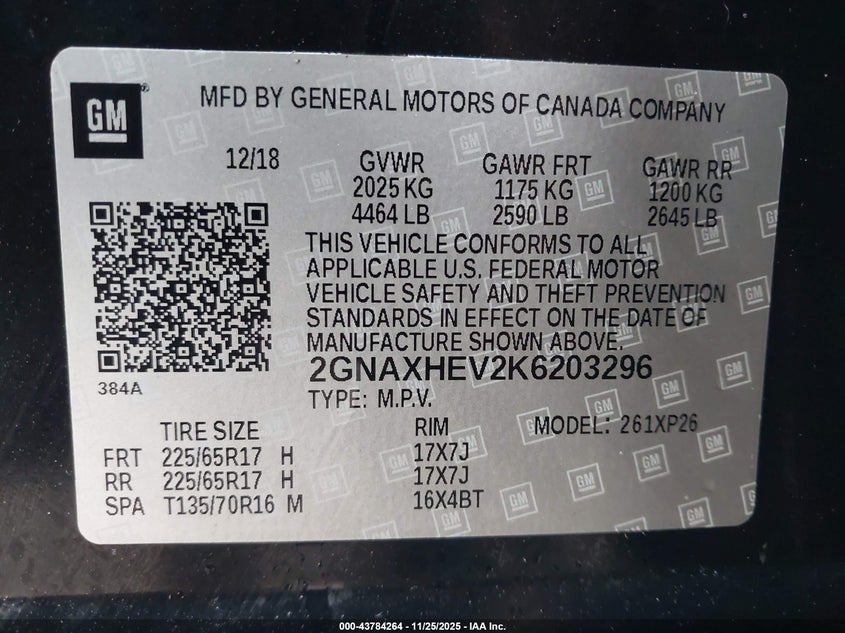 GM
MFD BY GENERAL MOTORS OF CANADA COMPANY
12/18 GVWR GAWR FRT GAWR RR
2025 KG 1175 KG 1200 KG
4464 LB 2590 LB 2645 LB
THIS VEHICLE CONFORMS TO ALL
APPLICABLE U.S. FEDERAL MOTOR
VEHICLE SAFETY AND THEFT PREVENTION
STANDARDS IN EFFECT ON THE DATE OF
MANUFACTURE SHOWN ABOVE.
2GNAXHEV2K6203296
384A
TYPE: M.P.V.
TIRE SIZE RIM MODEL: 261XP26
FRT 225/65R17 H 17X7J
RR 225/65R17 H 17X7J
SPA T135/70R16 M 16X4BT
000-43784264 - 11/25/2025 - IAA Inc.